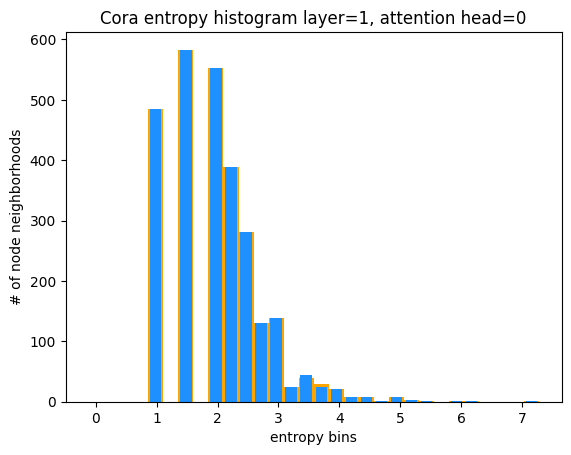 Cora entropy histogram layer=1, attention head=0
600
500
400
300
200
100
0
# of node neighborhoods
0 1 2 3 4 5 6 7
entropy bins